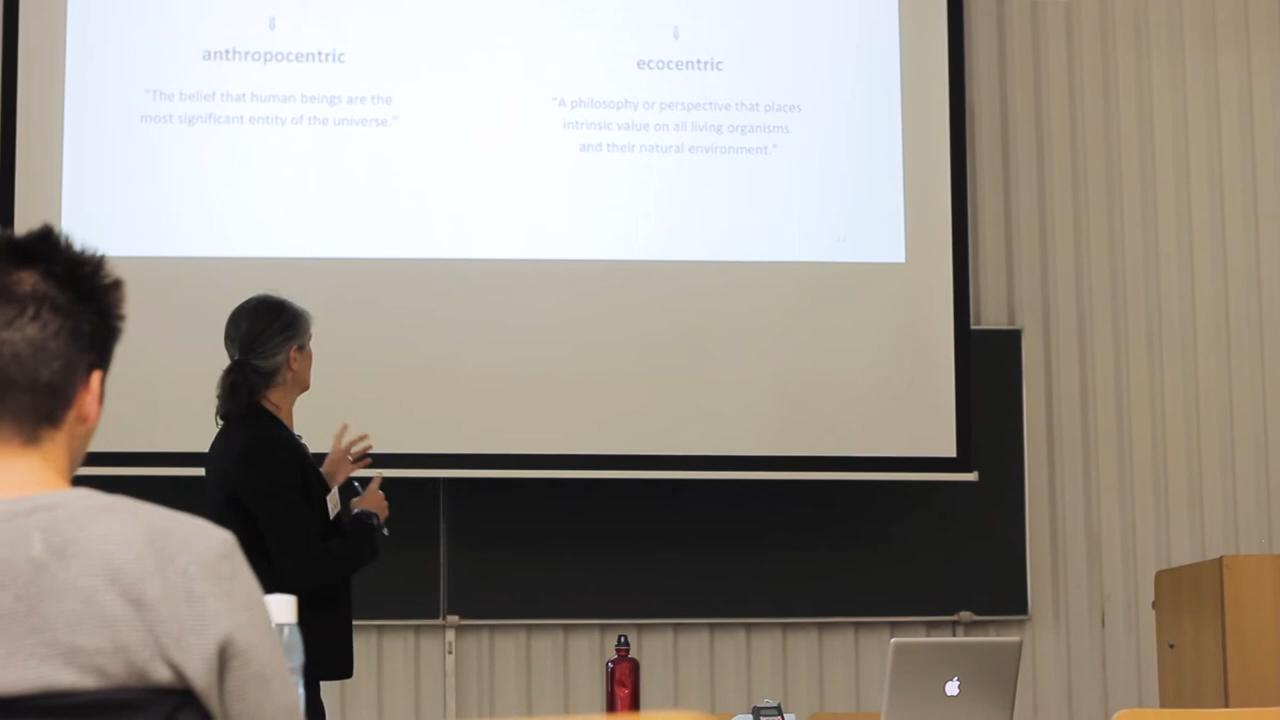 anthropocentric
"The belief that human beings are the
most significant entity of the universe."
ecocentric
"A philosophy or perspective that places
intrinsic value on all living organisms
and their natural environment."